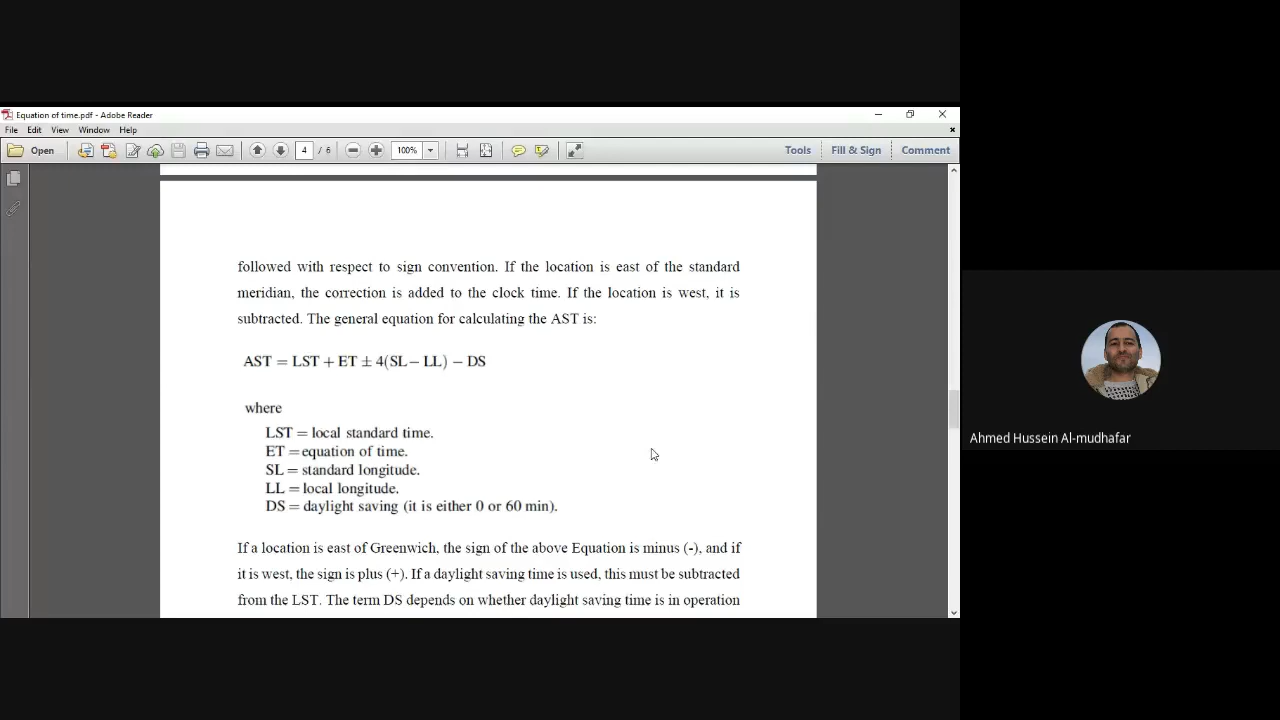 Equation of time.pdf - Adobe Reader
File Edit View Window Help
Open 4 / 6 100% Tools Fill & Sign Comment
followed with respect to sign convention. If the location is east of the standard
meridian, the correction is added to the clock time. If the location is west, it is
subtracted. The general equation for calculating the AST is:
AST = LST + ET ± 4(SL− LL) − DS
where
LST = local standard time.
ET = equation of time.
SL = standard longitude.
LL = local longitude.
DS = daylight saving (it is either 0 or 60 min).
If a location is east of Greenwich, the sign of the above Equation is minus (-), and if
it is west, the sign is plus (+). If a daylight saving time is used, this must be subtracted
from the LST. The term DS depends on whether daylight saving time is in operation
Ahmed Hussein Al-mudhafar